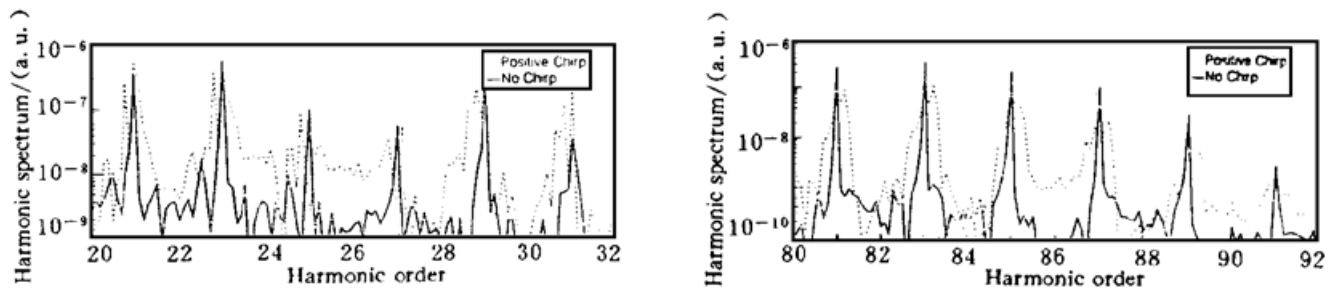 Harmonic spectrum/(a. u. )
10^-6
10^-7
10^-8
10^-9
Positive Chirp
No Chirp
20 22 24 26 28 30 32
Harmonic order
Harmonic spectrum/(a. u. )
10^-6
10^-7
10^-8
10^-10
Positive Chirp
No Chirp
80 82 84 86 88 90 92
Harmonic order